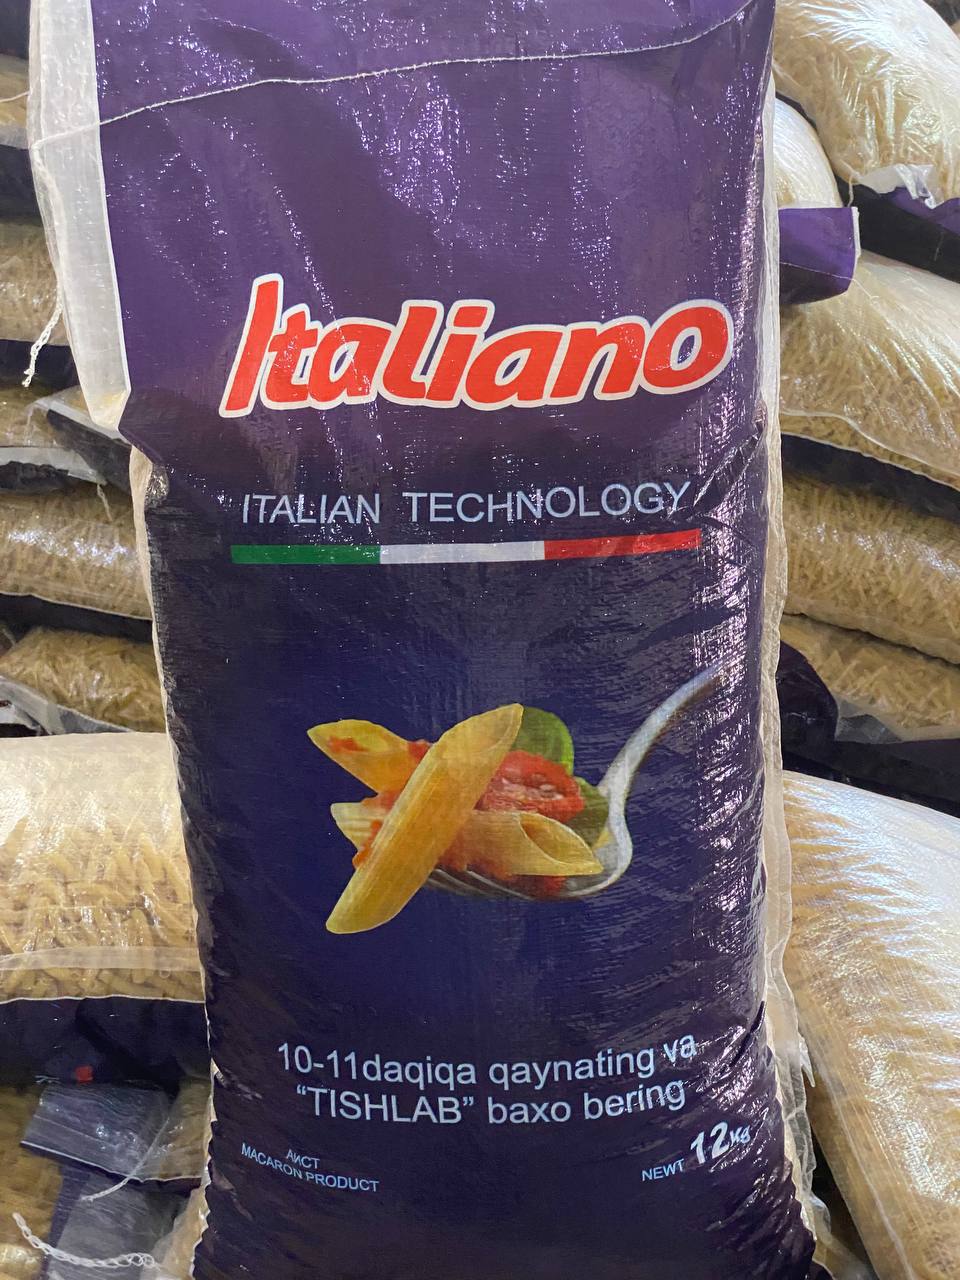 Italiano
ITALIAN TECHNOLOGY
10-11daqiqa qaynating va
“TISHLAB” baxo bering
АИСТ
MACARON PRODUCT
NEWT 12KG